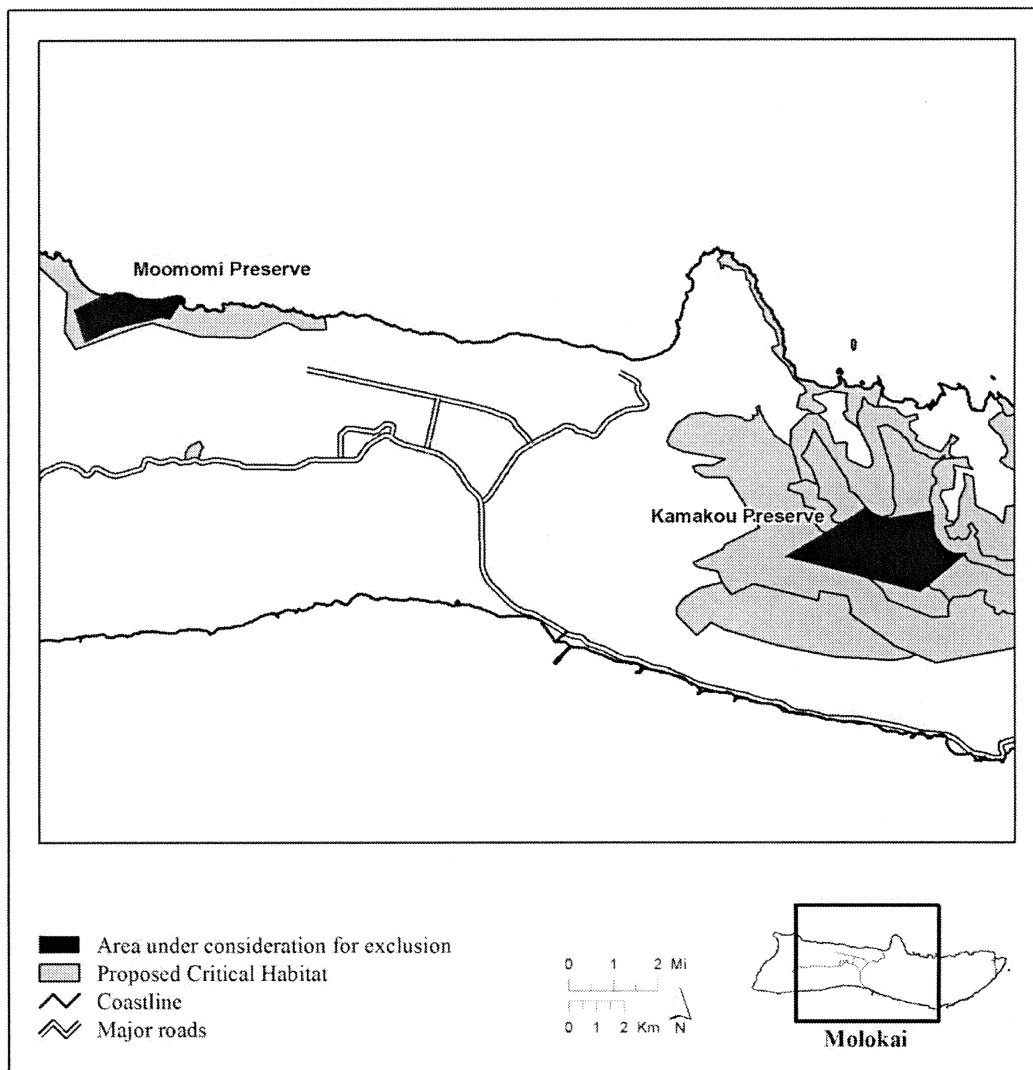 Moomomi Preserve
Kamakou Preserve
Area under consideration for exclusion
Proposed Critical Habitat
Coastline
Major roads
0 1 2 Mi
0 1 2 Km N
Molokai